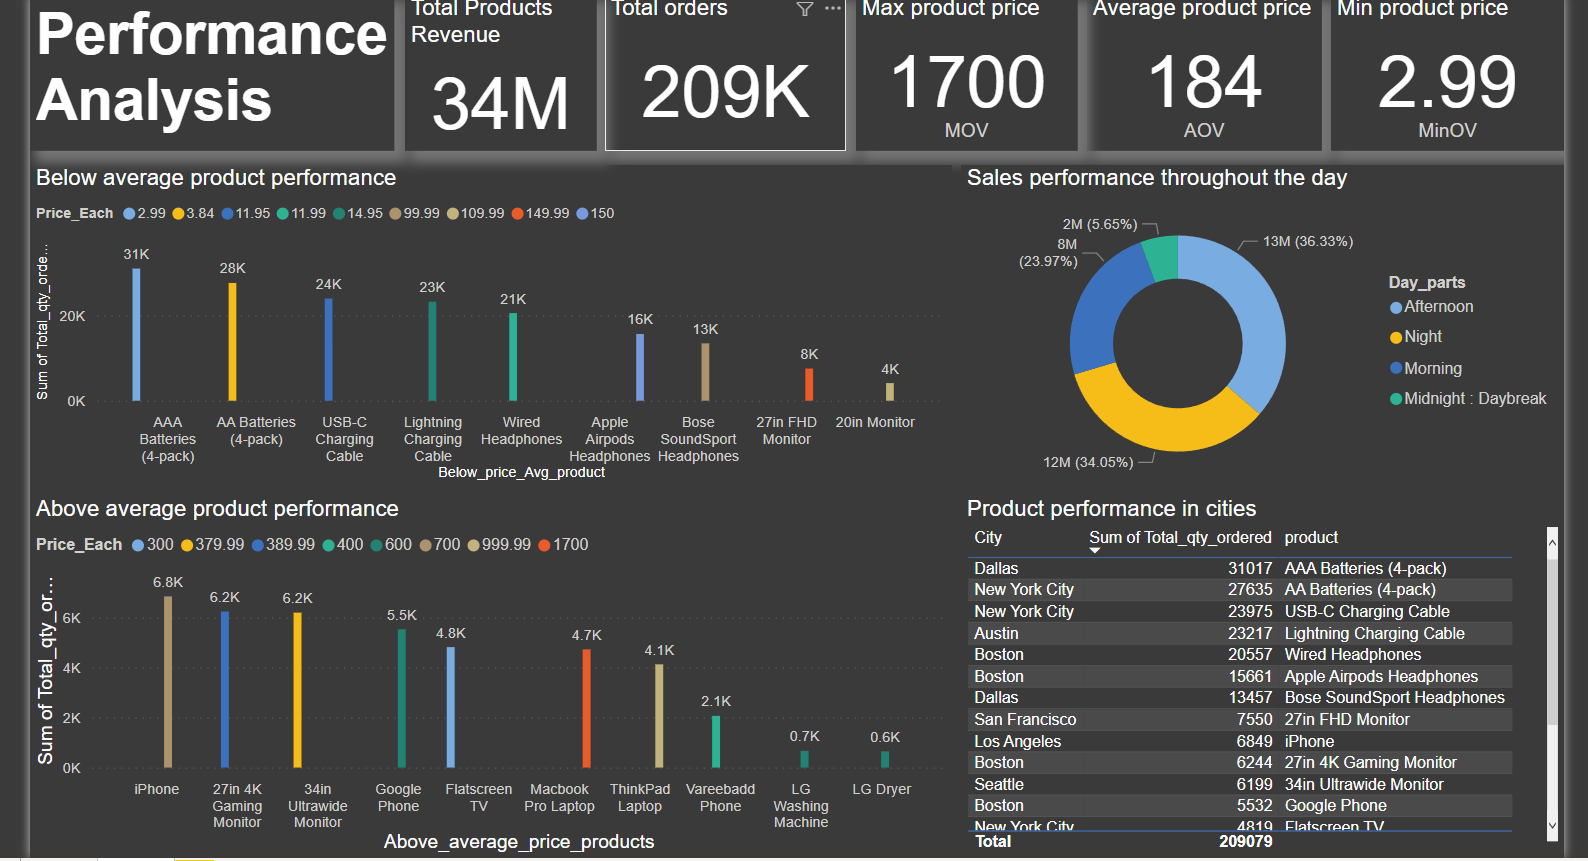 Performance
Analysis
Total Products
Revenue
34M
Total orders
209K
Max product price
1700
MOV
Average product price
184
AOV
Min product price
2.99
MinOV
Below average product performance
Price_Each 2.99 3.84 11.95 11.99 14.95 99.99 109.99 149.99 150
Sum of Total_qty_orde...
20K
0K
31K
28K
24K
23K
21K
16K
13K
8K
4K
AAA
Batteries
(4-pack)
AA Batteries
(4-pack)
USB-C
Charging
Cable
Lightning
Charging
Cable
Wired
Headphones
Apple
Airpods
Headphones
Bose
SoundSport
Headphones
27in FHD
Monitor
20in Monitor
Below_price_Avg_product
Sales performance throughout the day
2M (5.65%)
8M
(23.97%)
13M (36.33%)
12M (34.05%)
Day_parts
Afternoon
Night
Morning
Midnight : Daybreak
Above average product performance
Price_Each 300 379.99 389.99 400 600 700 999.99 1700
Sum of Total_qty_or...
6K
4K
2K
0K
6.8K
6.2K
6.2K
5.5K
4.8K
4.7K
4.1K
2.1K
0.7K
0.6K
iPhone
27in 4K
Gaming
Monitor
34in
Ultrawide
Monitor
Google
Phone
Flatscreen
TV
Macbook
Pro Laptop
ThinkPad
Laptop
Vareebadd
Phone
LG
Washing
Machine
LG Dryer
Above_average_price_products
Product performance in cities
City Sum of Total_qty_ordered product
Dallas 31017 AAA Batteries (4-pack)
New York City 27635 AA Batteries (4-pack)
New York City 23975 USB-C Charging Cable
Austin 23217 Lightning Charging Cable
Boston 20557 Wired Headphones
Boston 15661 Apple Airpods Headphones
Dallas 13457 Bose SoundSport Headphones
San Francisco 7550 27in FHD Monitor
Los Angeles 6849 iPhone
Boston 6244 27in 4K Gaming Monitor
Seattle 6199 34in Ultrawide Monitor
Boston 5532 Google Phone
New York City 4819 Flatscreen TV
Total 209079